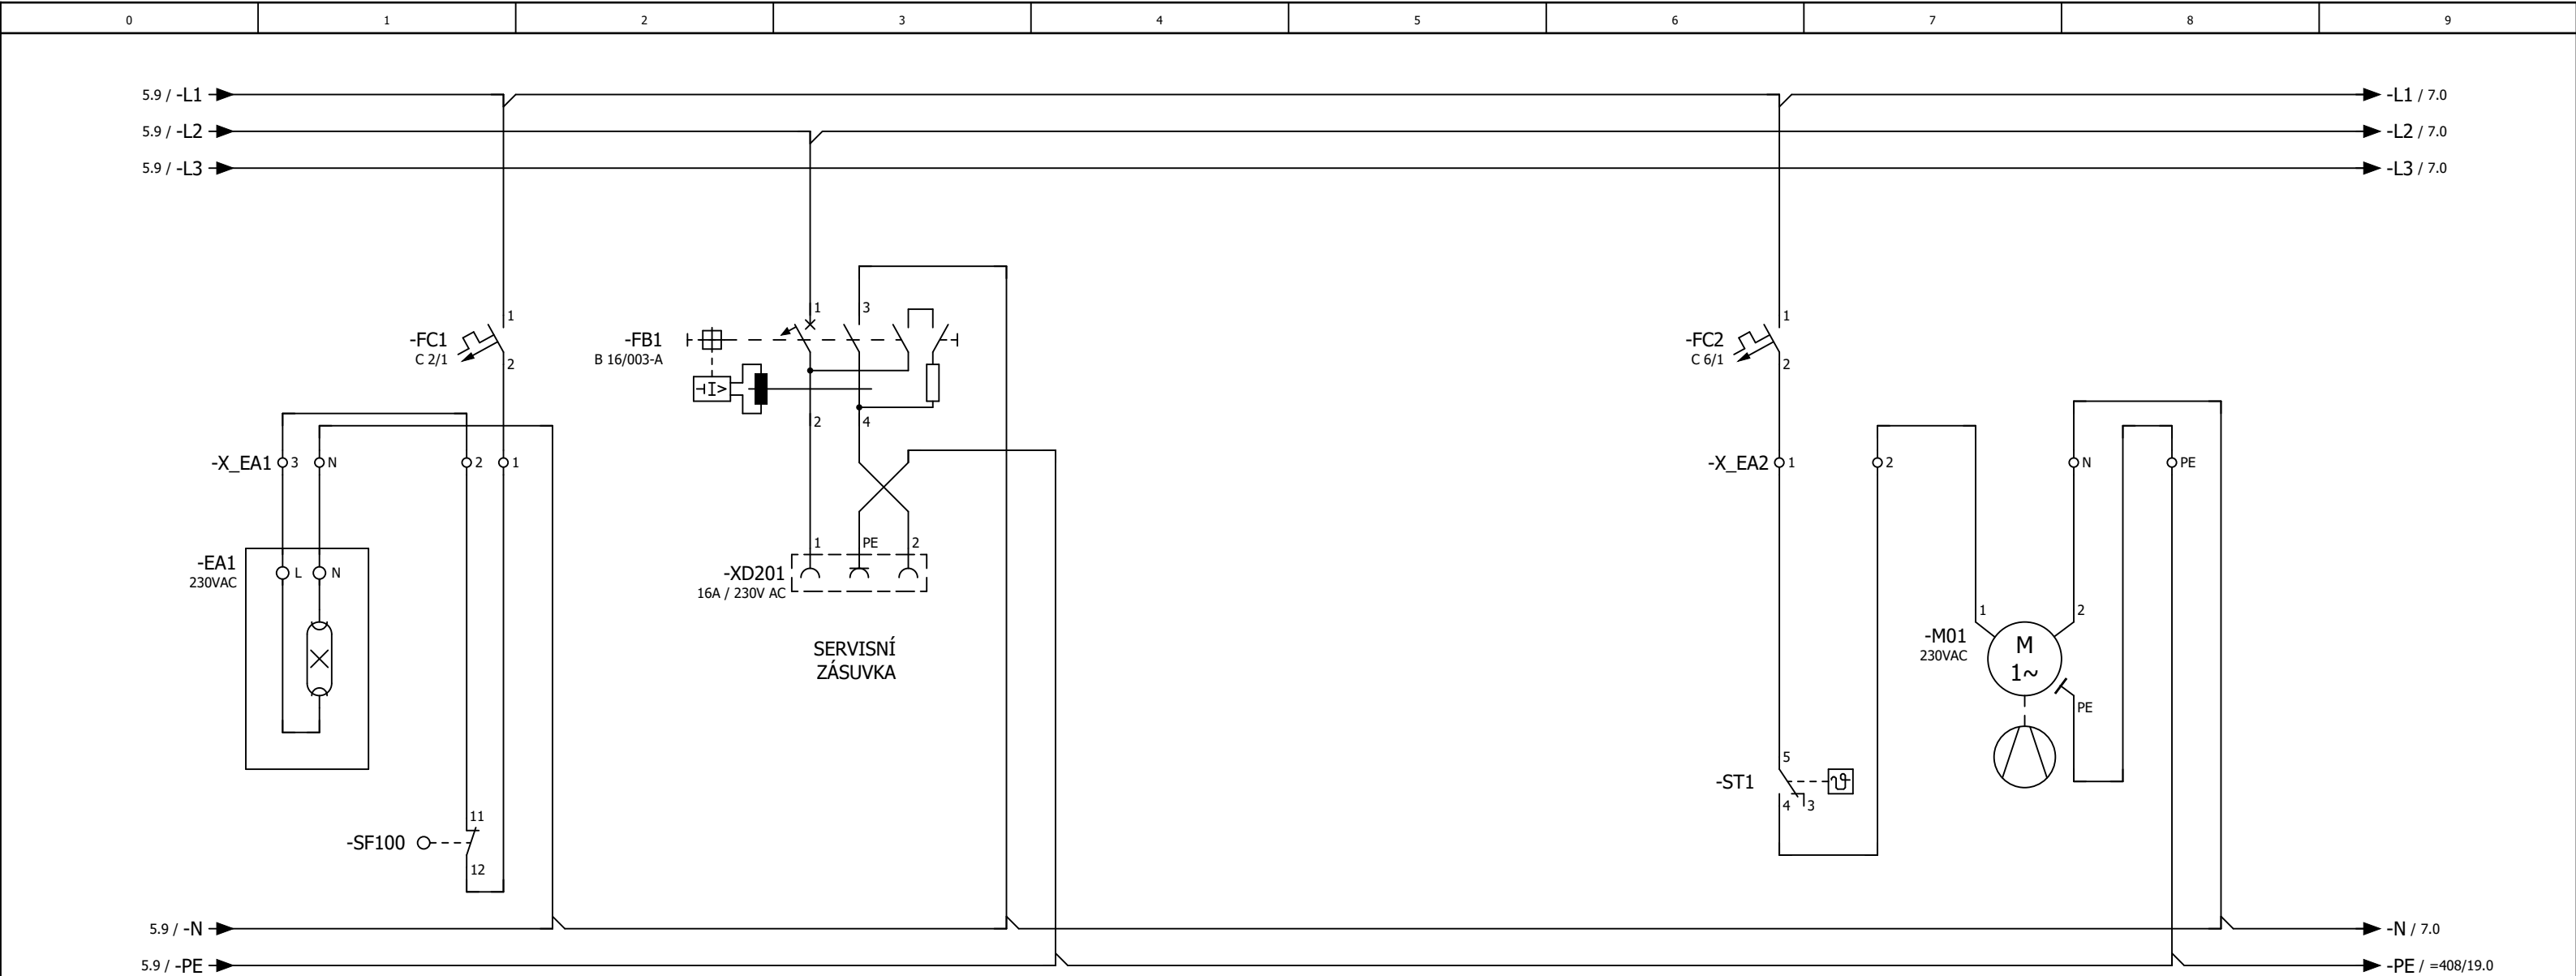 0 1 2 3 4 5 6 7 8 9
5.9 / -L1 -L1 / 7.0
5.9 / -L2 -L2 / 7.0
5.9 / -L3 -L3 / 7.0
1 3
1 1
-FC1 -FB1 -FC2
C 2/1 B 16/003-A C 6/1
2 2
I>
2 4
-X_EA1 3 N 2 1 -X_EA2 1 2 N PE
1 PE 2
-EA1 L N -XD201
230VAC 16A / 230V AC
1 2
SERVISNÍ -M01 M
ZÁSUVKA 230VAC 1~
PE
5
-ST1 ϑ
4 3
11
-SF100
12
5.9 / -N -N / 7.0
5.9 / -PE -PE / =408/19.0